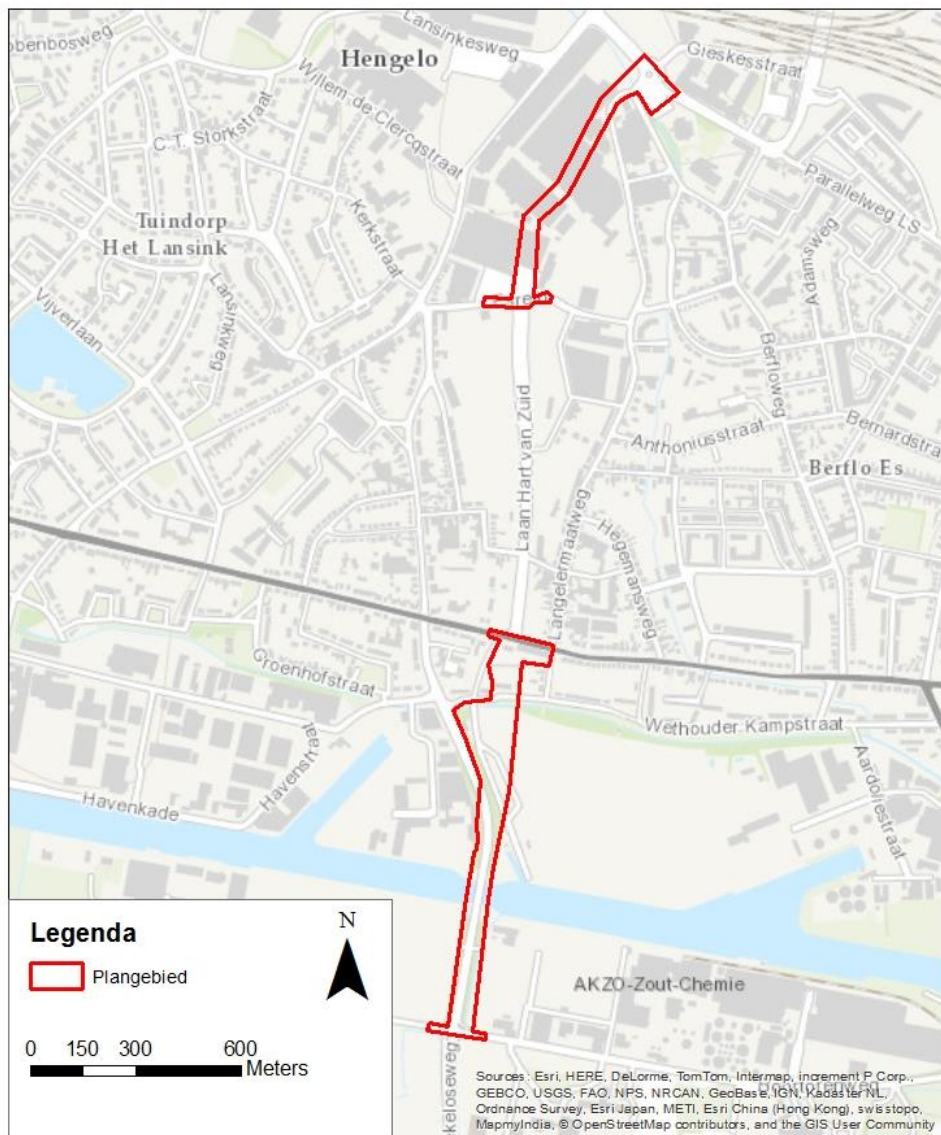 obbenbosweg
Lansinkesweg
Hengelo
Gieskesstraat
Willem de Clercqstraat
C.T. Storkstraat
Parallelweg LS
Tuindorp
Het Lansink
Kerkstraat
Adamsweg
Vijverlaan
Lansinkweg
Berfloweg
Laan Hart van Zuid
Anthoniusstraat
Bernardstra
Berflo Es
Langelermaatweg
Hegemansweg
Groenhofstraat
Wethouder Kampstraat
Havenstraat
Aardoliestraat
Havenkade
Legenda
N
Plangebied
AKZO-Zout-Chemie
0 150 300 600
Meters
ekeloseweg
Sources: Esri, HERE, DeLorme, TomTom, Intermap, increment P Corp.,
GEBCO, USGS, FAO, NPS, NRCAN, GeoBase, IGN, Kadaster NL,
Ordnance Survey, Esri Japan, METI, Esri China (Hong Kong), swisstopo,
MapmyIndia, © OpenStreetMap contributors, and the GIS User Community